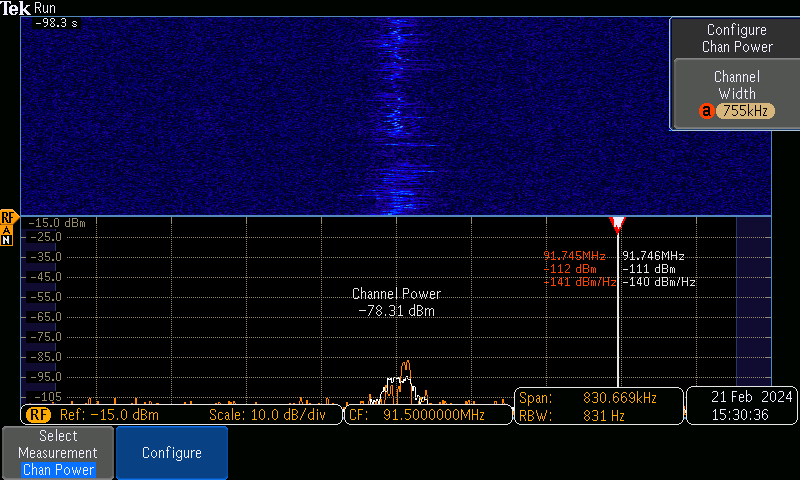 Tek Run
-98.3 s
Configure
Chan Power
Channel
Width
a 755kHz
RF
A
N
-15.0 dBm
-25.0
-35.0
-45.0
-55.0
-65.0
-75.0
-85.0
-95.0
-105
91.745MHz
-112 dBm
-141 dBm/Hz
91.746MHz
-111 dBm
-140 dBm/Hz
Channel Power
-78.31 dBm
RF Ref: -15.0 dBm Scale: 10.0 dB/div
CF: 91.5000000MHz
Span: 830.669kHz
RBW: 831 Hz
21 Feb 2024
15:30:36
Select
Measurement
Chan Power
Configure